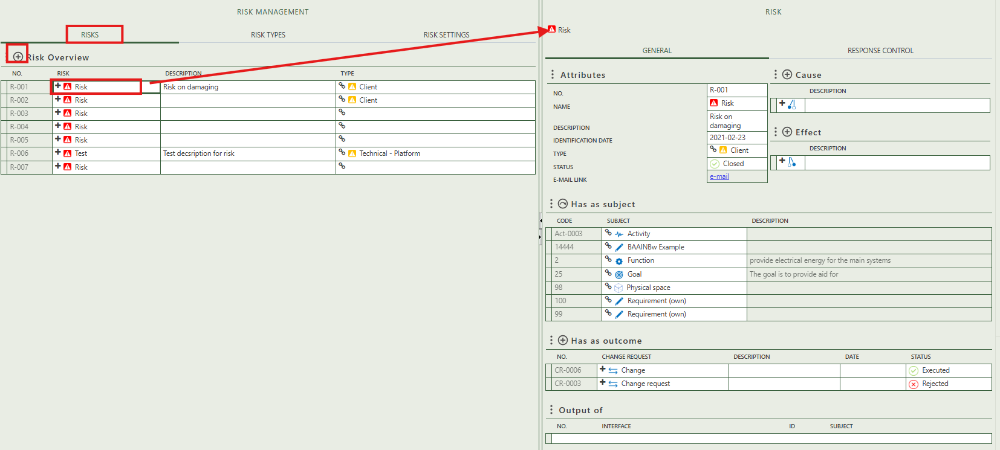 RISK MANAGEMENT
RISKS RISK TYPES RISK SETTINGS
Risk Overview
NO. RISK DESCRIPTION TYPE
R-001 Risk Risk on damaging Client
R-002 Risk Client
R-003 Risk
R-004 Risk
R-005 Risk
R-006 Test Test decsription for risk Technical - Platform
R-007 Risk
RISK
Risk
GENERAL RESPONSE CONTROL
Attributes
NO. R-001
NAME Risk
DESCRIPTION Risk on
damaging
IDENTIFICATION DATE 2021-02-23
TYPE Client
STATUS Closed
E-MAIL LINK e-mail
Cause
DESCRIPTION
Effect
DESCRIPTION
Has as subject
CODE SUBJECT DESCRIPTION
Act-0003 Activity
14444 BAAINBw Example
2 Function provide electrical energy for the main systems
25 Goal The goal is to provide aid for
98 Physical space
100 Requirement (own)
99 Requirement (own)
Has as outcome
NO. CHANGE REQUEST DESCRIPTION DATE STATUS
CR-0006 Change Executed
CR-0003 Change request Rejected
Output of
NO. INTERFACE ID SUBJECT